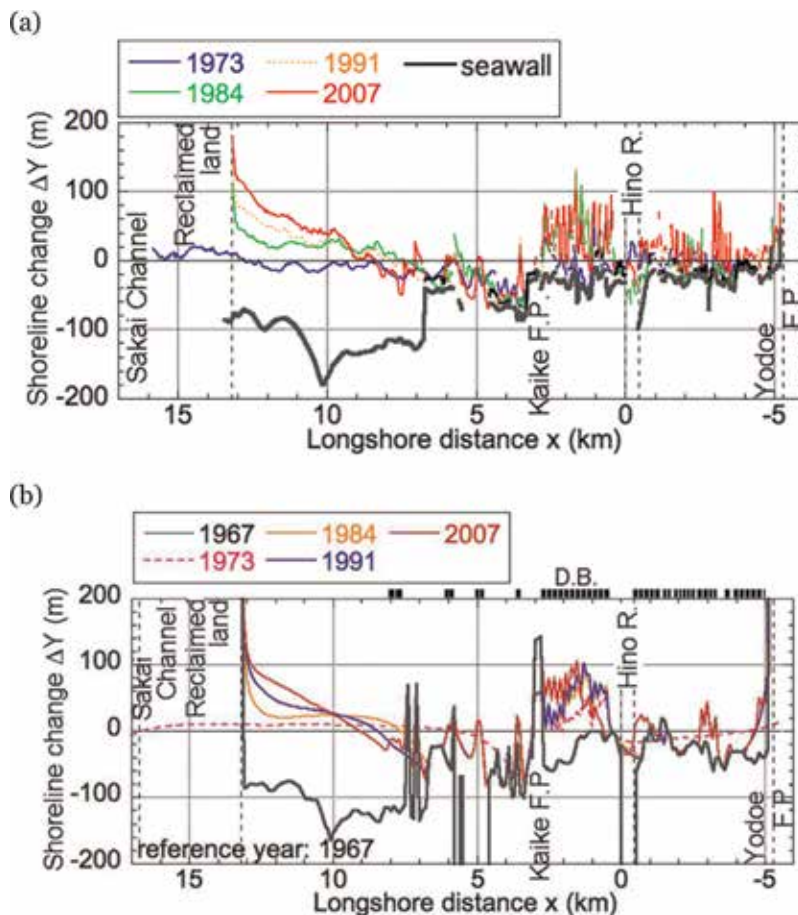 (a)
1973 1991 seawall
1984 2007
Shoreline change ΔY (m)
200
100
0
-100
-200
Sakai Channel
Reclaimed
land
Kaike F.P.
Hino R.
Yodoe
F.P.
15 10 5 0 -5
Longshore distance x (km)
(b)
1967 1984 2007
1973 1991
D.B.
Shoreline change ΔY (m)
200
100
0
-100
-200
Sakai
Channel
Reclaimed
land
Kaike F.P.
Hino R.
Yodoe
F.P.
reference year: 1967
17 15 10 5 0 -5
Longshore distance x (km)